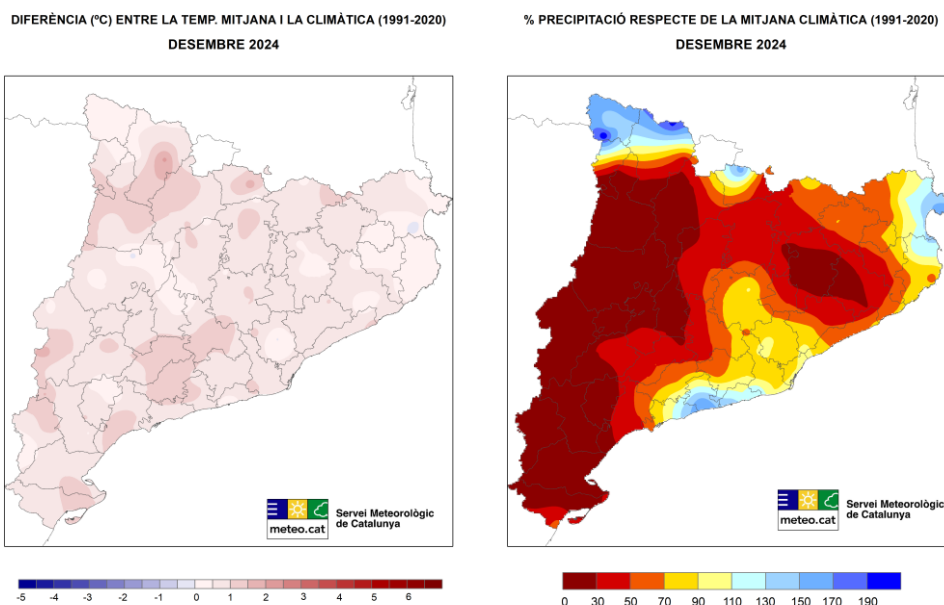 DIFERÈNCIA (ºC) ENTRE LA TEMP. MITJANA I LA CLIMÀTICA (1991-2020)
DESEMBRE 2024
meteo.cat
Servei Meteorològic
de Catalunya
-5 -4 -3 -2 -1 0 1 2 3 4 5 6
% PRECIPITACIÓ RESPECTE DE LA MITJANA CLIMÀTICA (1991-2020)
DESEMBRE 2024
meteo.cat
Servei Meteorològic
de Catalunya
0 30 50 70 90 110 130 150 170 190